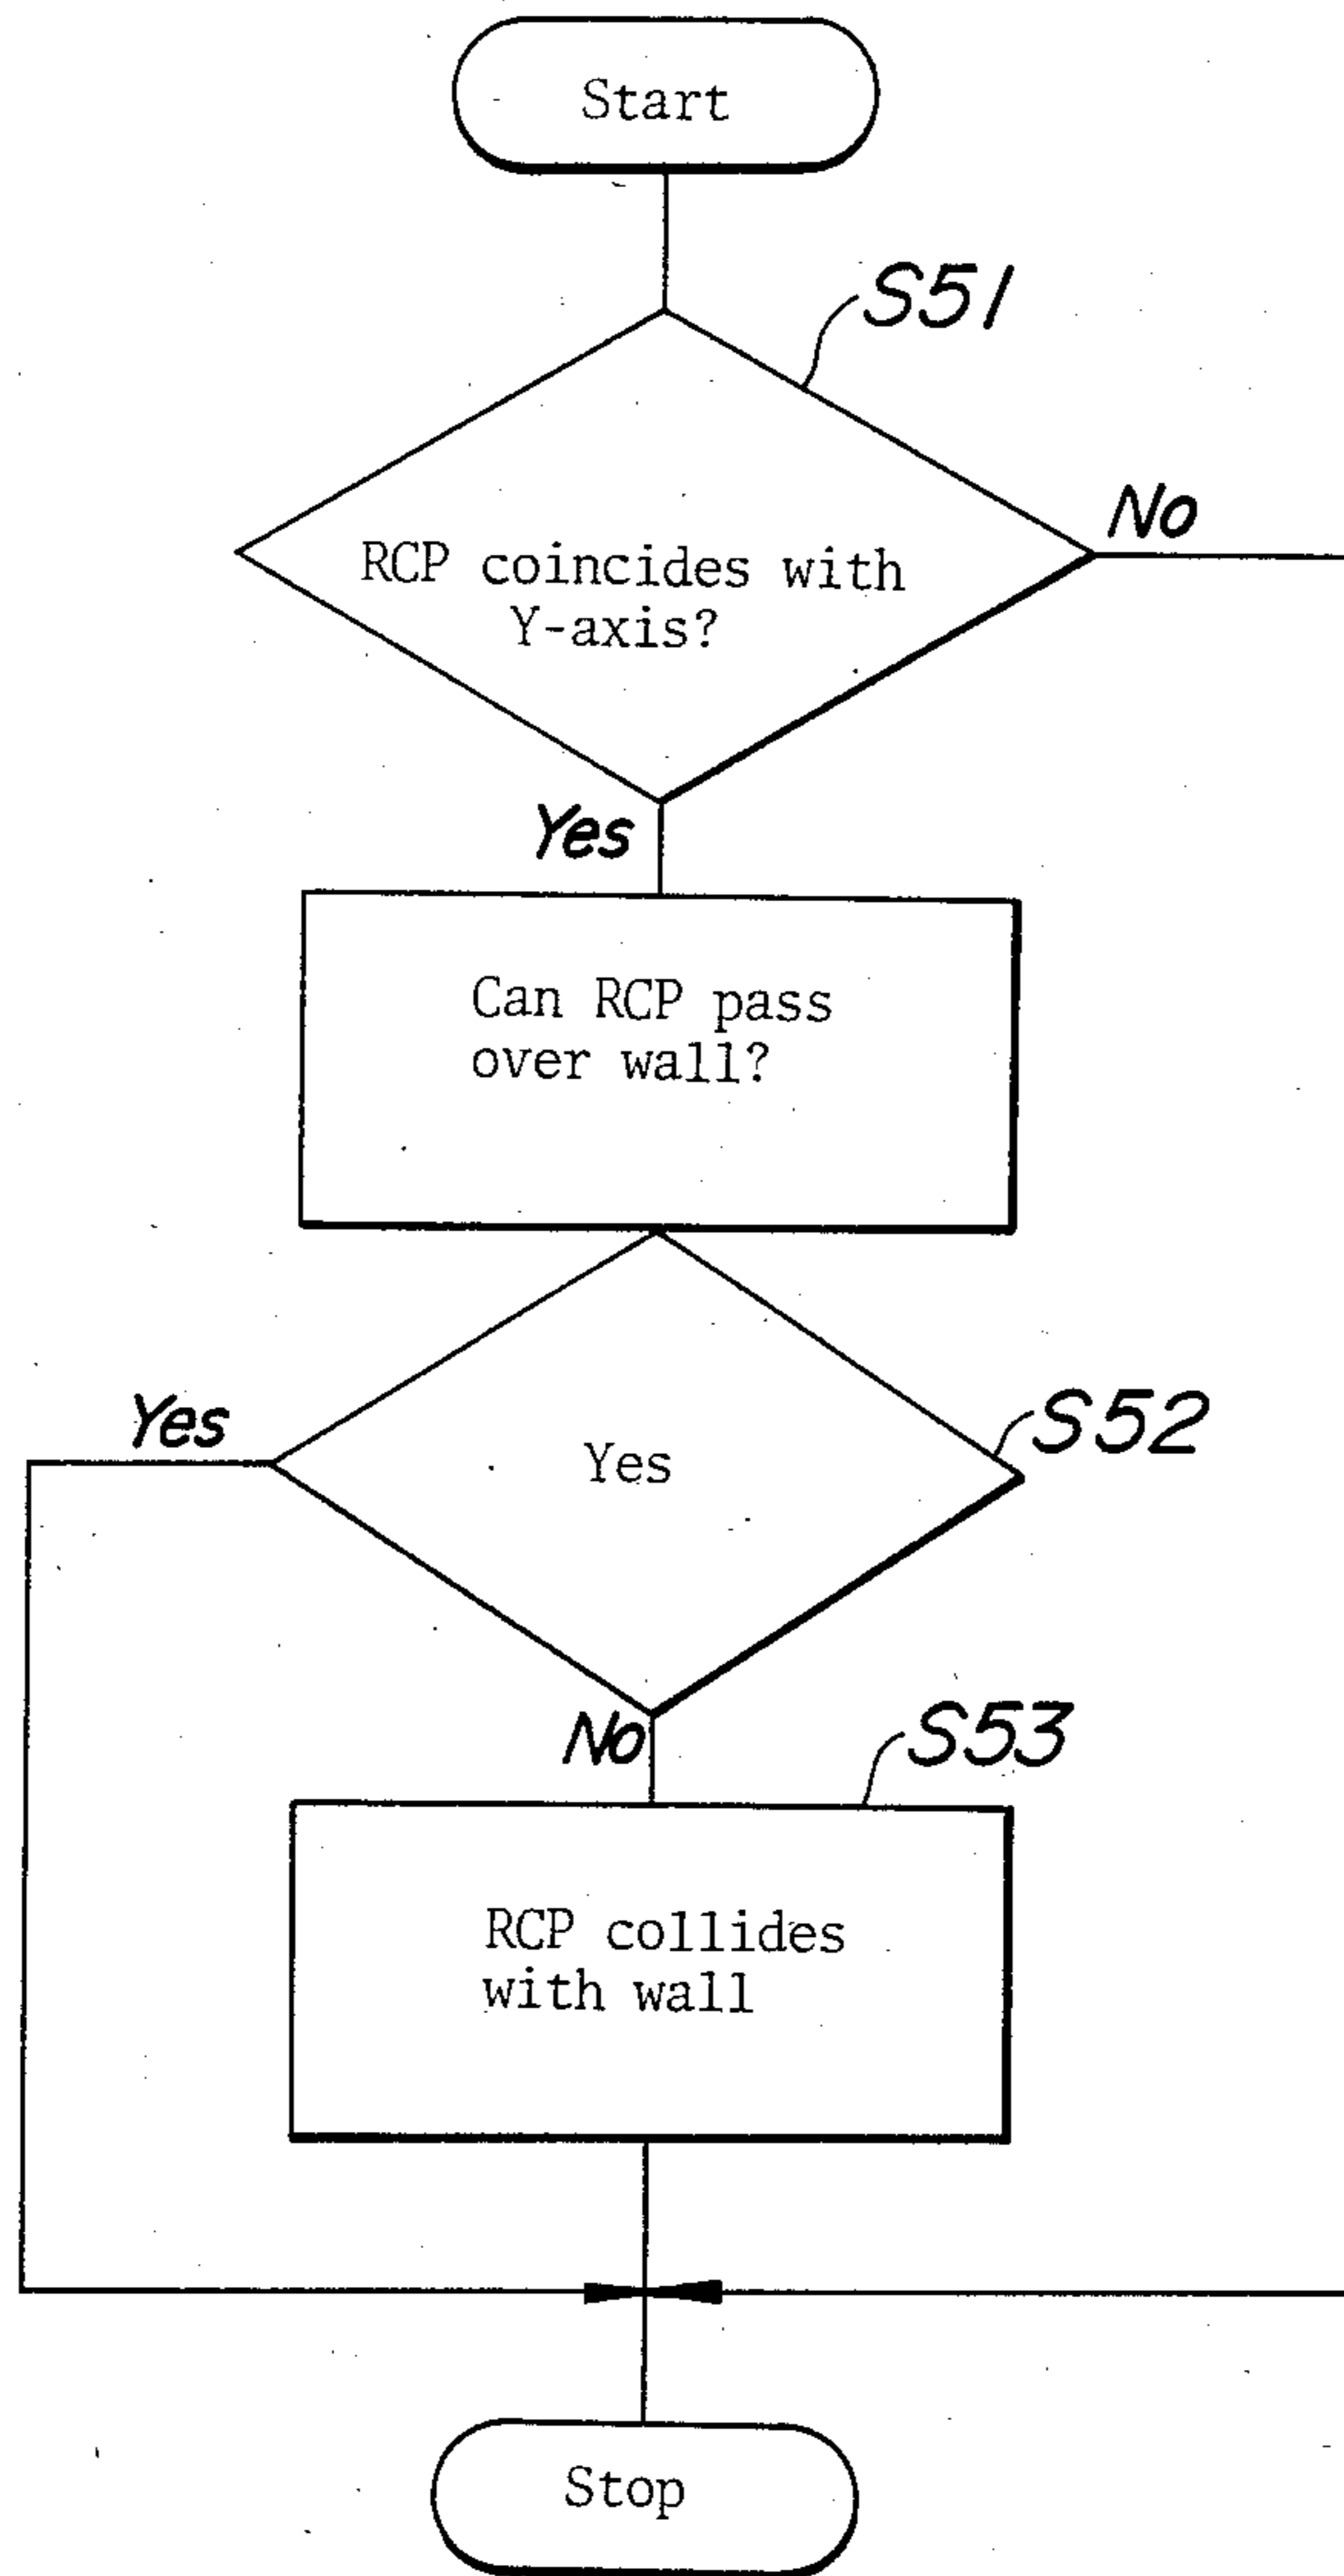 Start
S51
RCP coincides with
Y-axis?
No
Yes
Can RCP pass
over wall?
Yes
Yes
S52
No
S53
RCP collides
with wall
Stop